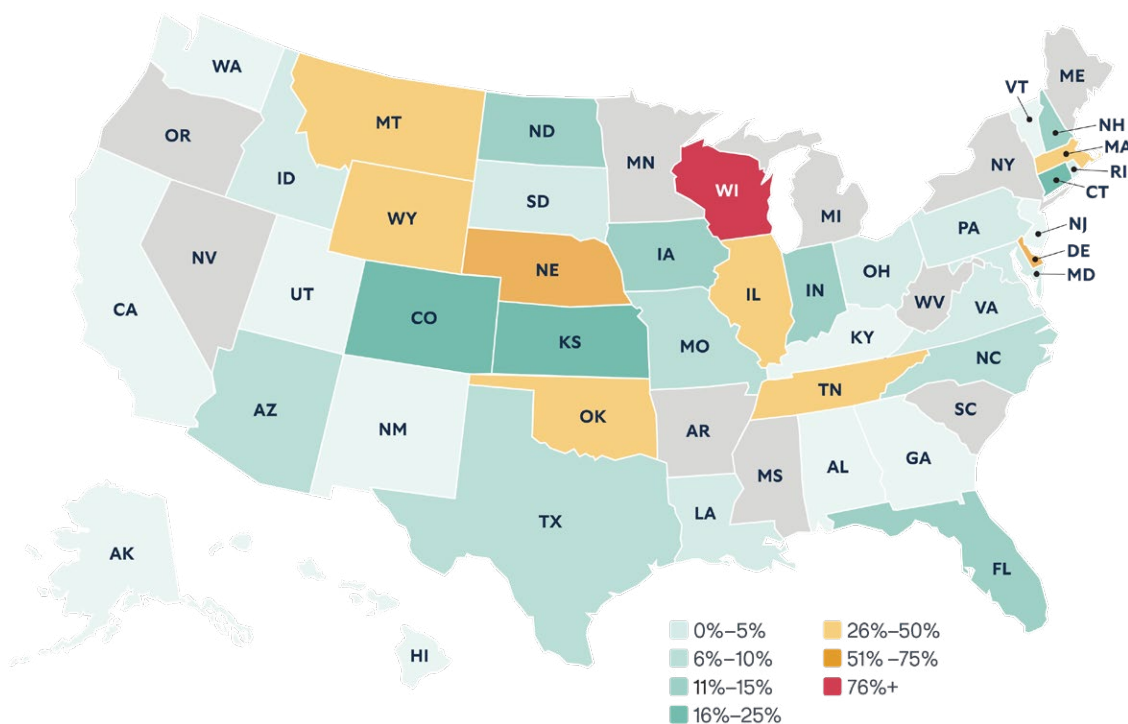 WA
ME
VT
MT
ND
NH
OR
MN
MA
NY
RI
ID
WI
CT
SD
MI
WY
NJ
PA
DE
NV
NE
IA
OH
MD
UT
IL
IN
WV
CA
VA
CO
KS
MO
KY
NC
TN
AZ
OK
SC
NM
AR
GA
AL
MS
LA
TX
AK
FL
HI
0%–5%
6%–10%
11%–15%
16%–25%
26%–50%
51% –75%
76%+